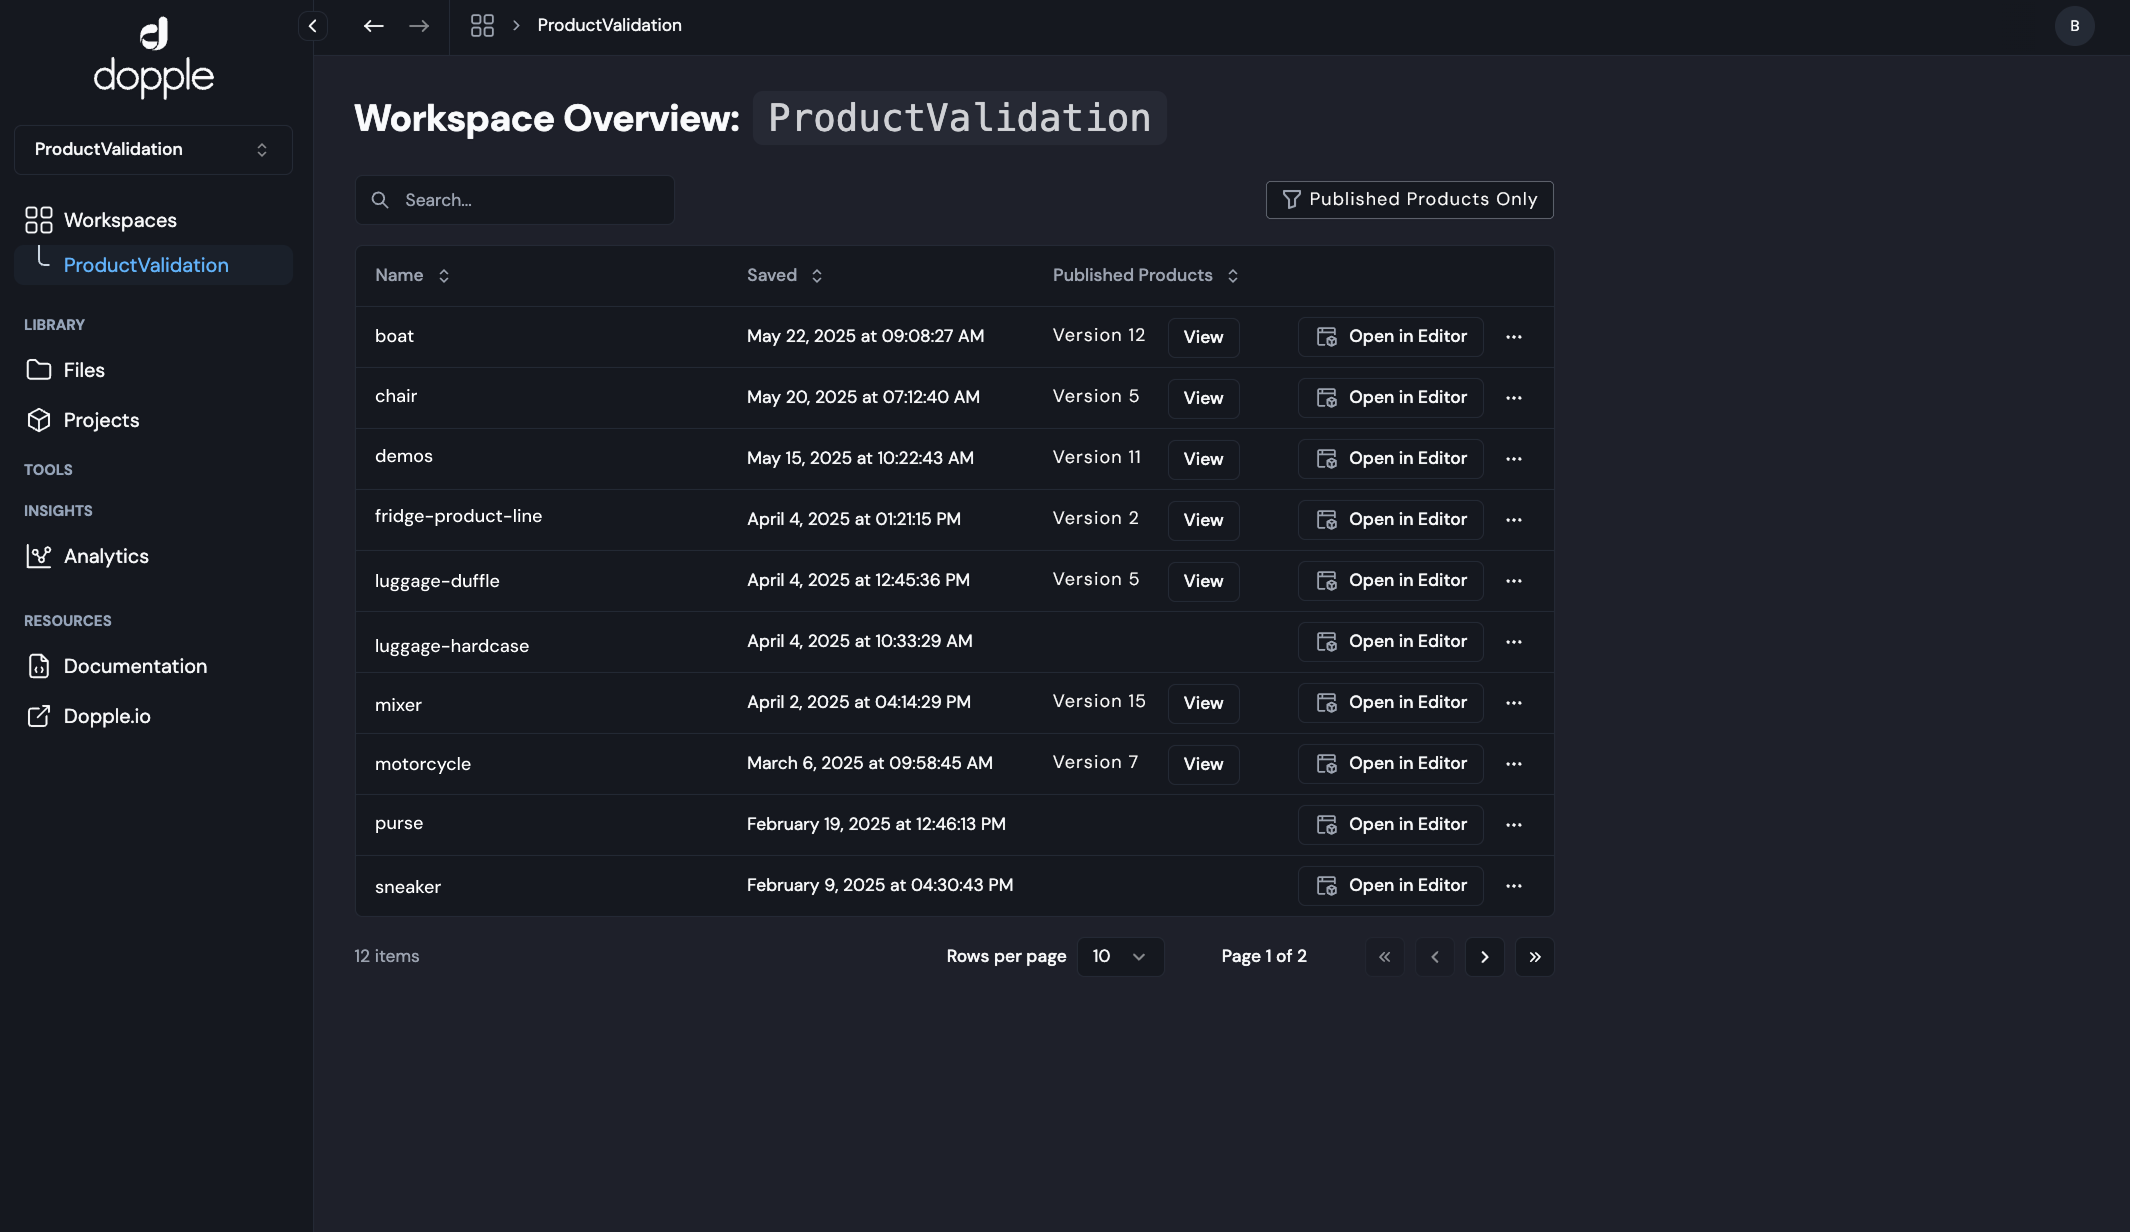 dopple
ProductValidation
Workspaces
ProductValidation
LIBRARY
Files
Projects
TOOLS
INSIGHTS
Analytics
RESOURCES
Documentation
Dopple.io
ProductValidation
B
Workspace Overview: ProductValidation
Search...
Published Products Only
Name Saved Published Products
boat May 22, 2025 at 09:08:27 AM Version 12 View Open in Editor
chair May 20, 2025 at 07:12:40 AM Version 5 View Open in Editor
demos May 15, 2025 at 10:22:43 AM Version 11 View Open in Editor
fridge-product-line April 4, 2025 at 01:21:15 PM Version 2 View Open in Editor
luggage-duffle April 4, 2025 at 12:45:36 PM Version 5 View Open in Editor
luggage-hardcase April 4, 2025 at 10:33:29 AM Open in Editor
mixer April 2, 2025 at 04:14:29 PM Version 15 View Open in Editor
motorcycle March 6, 2025 at 09:58:45 AM Version 7 View Open in Editor
purse February 19, 2025 at 12:46:13 PM Open in Editor
sneaker February 9, 2025 at 04:30:43 PM Open in Editor
12 items Rows per page 10 Page 1 of 2